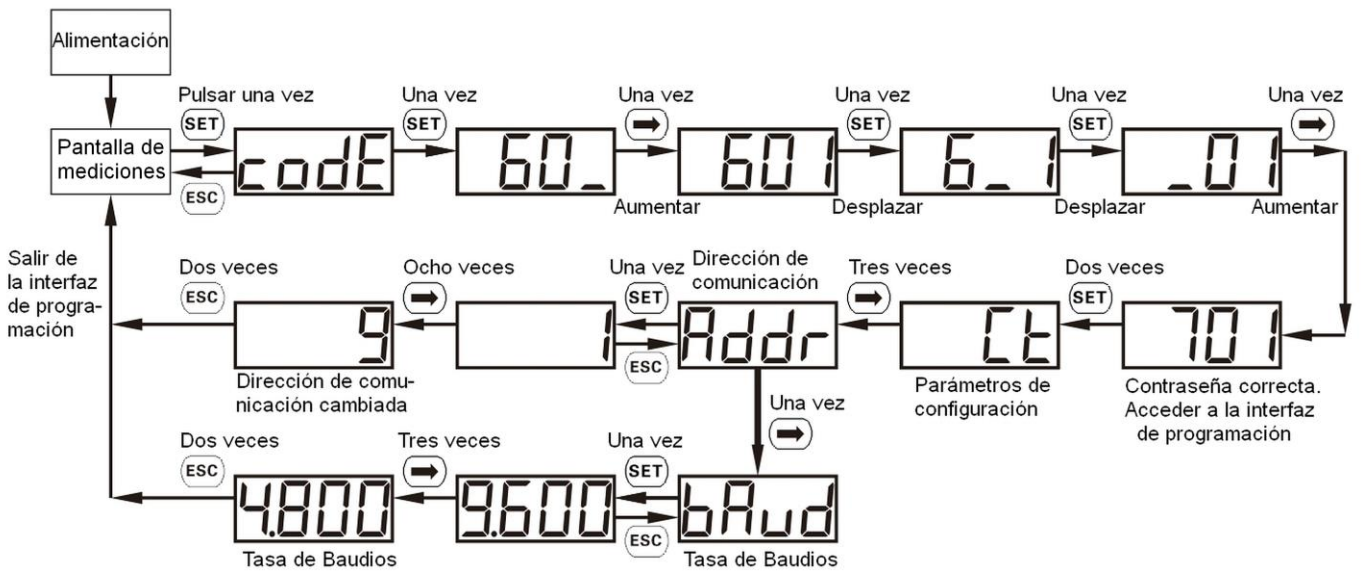 Alimentación
Pulsar una vez
Una vez
Una vez
Una vez
Una vez
Una vez
SET
SET
SET
SET
Pantalla de
mediciones
codE
60_
601
6_1
_01
ESC
Aumentar
Desplazar
Desplazar
Aumentar
Salir de
la interfaz
de progra-
mación
Dos veces
Ocho veces
Una vez
Dirección de
comunicación
Tres veces
Dos veces
ESC
SET
SET
9
1
Addr
Ct
701
ESC
Dirección de comu-
nicación cambiada
Parámetros de
configuración
Contraseña correcta.
Acceder a la interfaz
de programación
Una vez
Dos veces
Tres veces
Una vez
ESC
SET
4.800
9.600
bAud
ESC
Tasa de Baudios
Tasa de Baudios